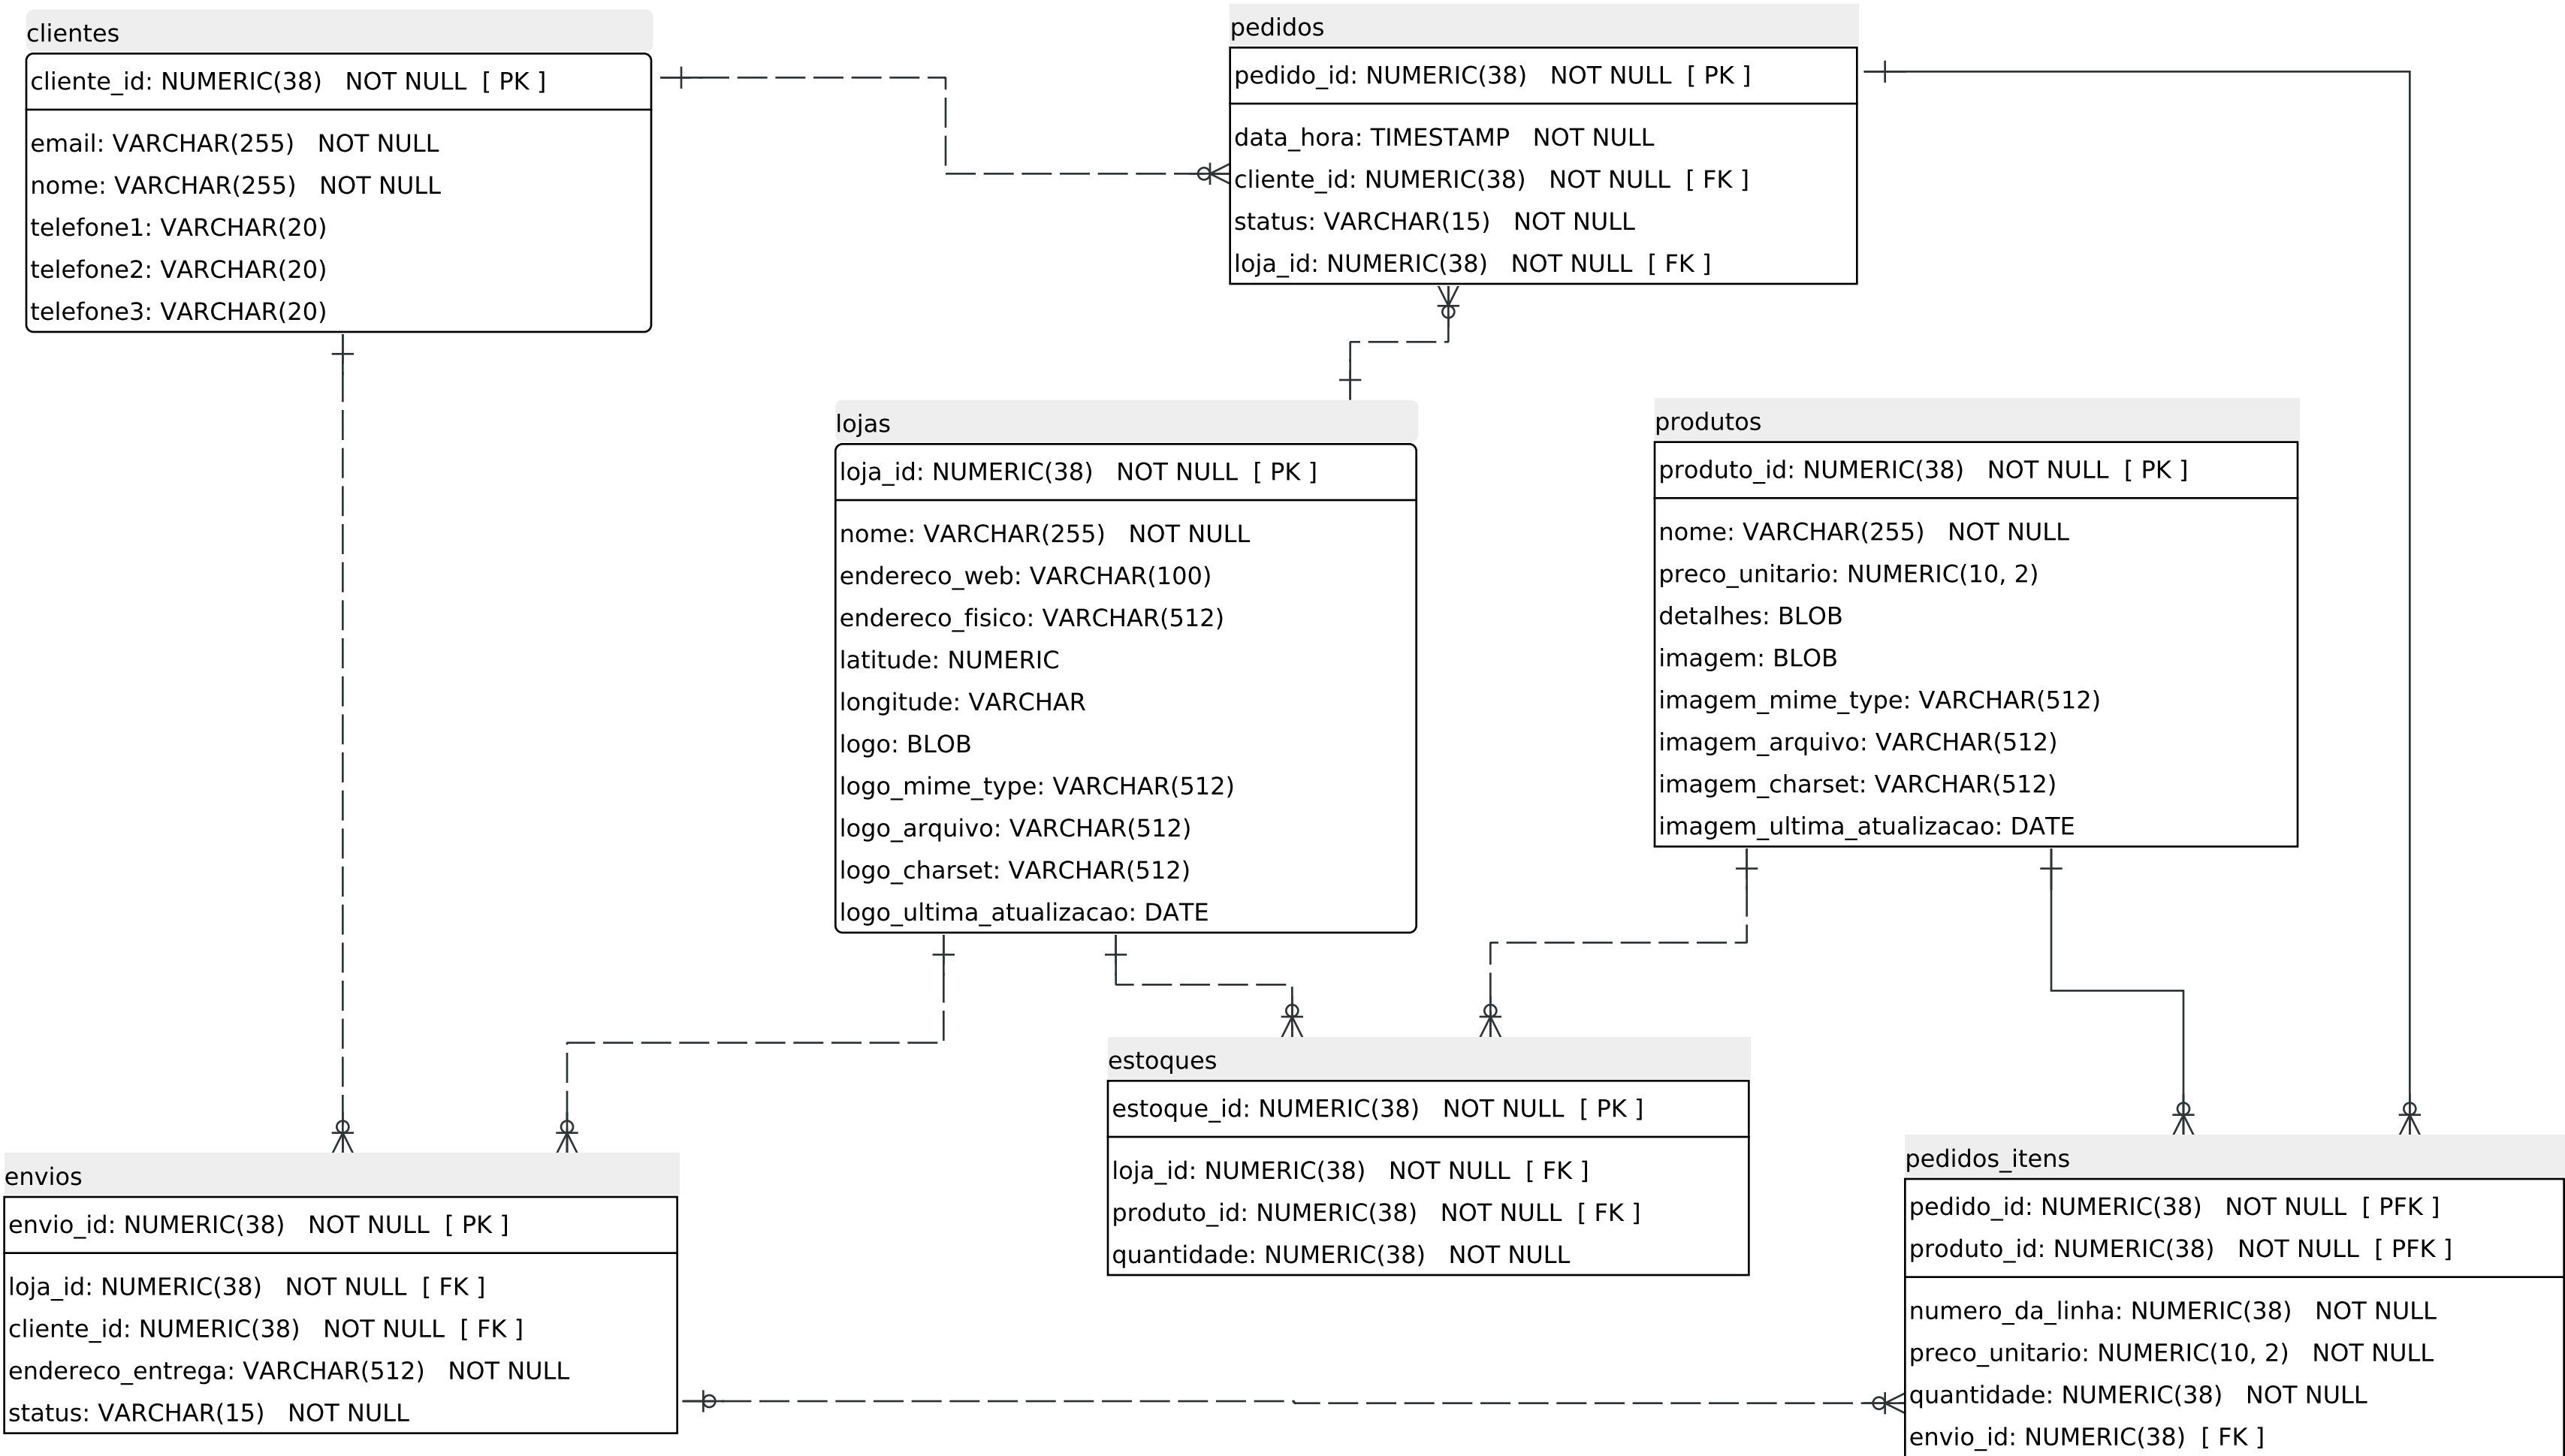 clientes
cliente_id: NUMERIC(38) NOT NULL [ PK ]
email: VARCHAR(255) NOT NULL
nome: VARCHAR(255) NOT NULL
telefone1: VARCHAR(20)
telefone2: VARCHAR(20)
telefone3: VARCHAR(20)
pedidos
pedido_id: NUMERIC(38) NOT NULL [ PK ]
data_hora: TIMESTAMP NOT NULL
cliente_id: NUMERIC(38) NOT NULL [ FK ]
status: VARCHAR(15) NOT NULL
loja_id: NUMERIC(38) NOT NULL [ FK ]
lojas
loja_id: NUMERIC(38) NOT NULL [ PK ]
nome: VARCHAR(255) NOT NULL
endereco_web: VARCHAR(100)
endereco_fisico: VARCHAR(512)
latitude: NUMERIC
longitude: VARCHAR
logo: BLOB
logo_mime_type: VARCHAR(512)
logo_arquivo: VARCHAR(512)
logo_charset: VARCHAR(512)
logo_ultima_atualizacao: DATE
produtos
produto_id: NUMERIC(38) NOT NULL [ PK ]
nome: VARCHAR(255) NOT NULL
preco_unitario: NUMERIC(10, 2)
detalhes: BLOB
imagem: BLOB
imagem_mime_type: VARCHAR(512)
imagem_arquivo: VARCHAR(512)
imagem_charset: VARCHAR(512)
imagem_ultima_atualizacao: DATE
envios
envio_id: NUMERIC(38) NOT NULL [ PK ]
loja_id: NUMERIC(38) NOT NULL [ FK ]
cliente_id: NUMERIC(38) NOT NULL [ FK ]
endereco_entrega: VARCHAR(512) NOT NULL
status: VARCHAR(15) NOT NULL
estoques
estoque_id: NUMERIC(38) NOT NULL [ PK ]
loja_id: NUMERIC(38) NOT NULL [ FK ]
produto_id: NUMERIC(38) NOT NULL [ FK ]
quantidade: NUMERIC(38) NOT NULL
pedidos_itens
pedido_id: NUMERIC(38) NOT NULL [ PFK ]
produto_id: NUMERIC(38) NOT NULL [ PFK ]
numero_da_linha: NUMERIC(38) NOT NULL
preco_unitario: NUMERIC(10, 2) NOT NULL
quantidade: NUMERIC(38) NOT NULL
envio_id: NUMERIC(38) [ FK ]